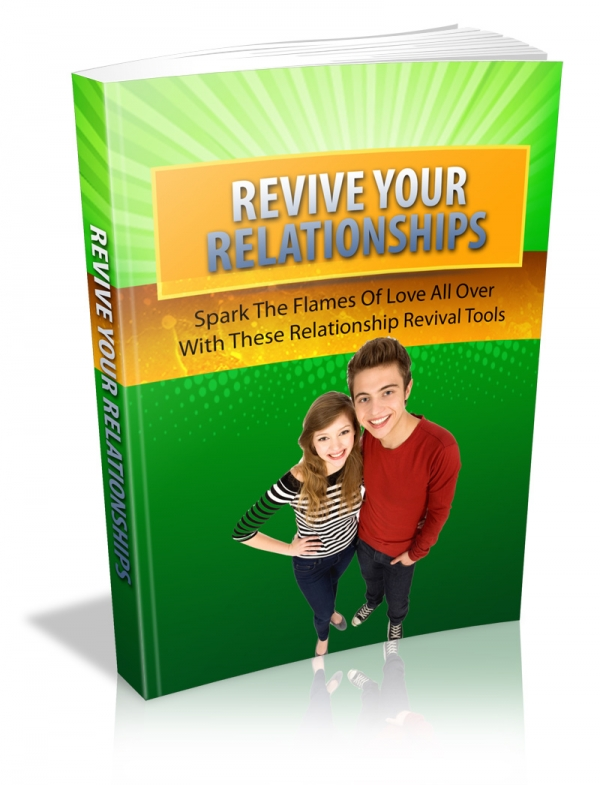 REVIVE YOUR
RELATIONSHIPS
Spark The Flames Of Love All Over
With These Relationship Revival Tools
REVIVE YOUR RELATIONSHIPS